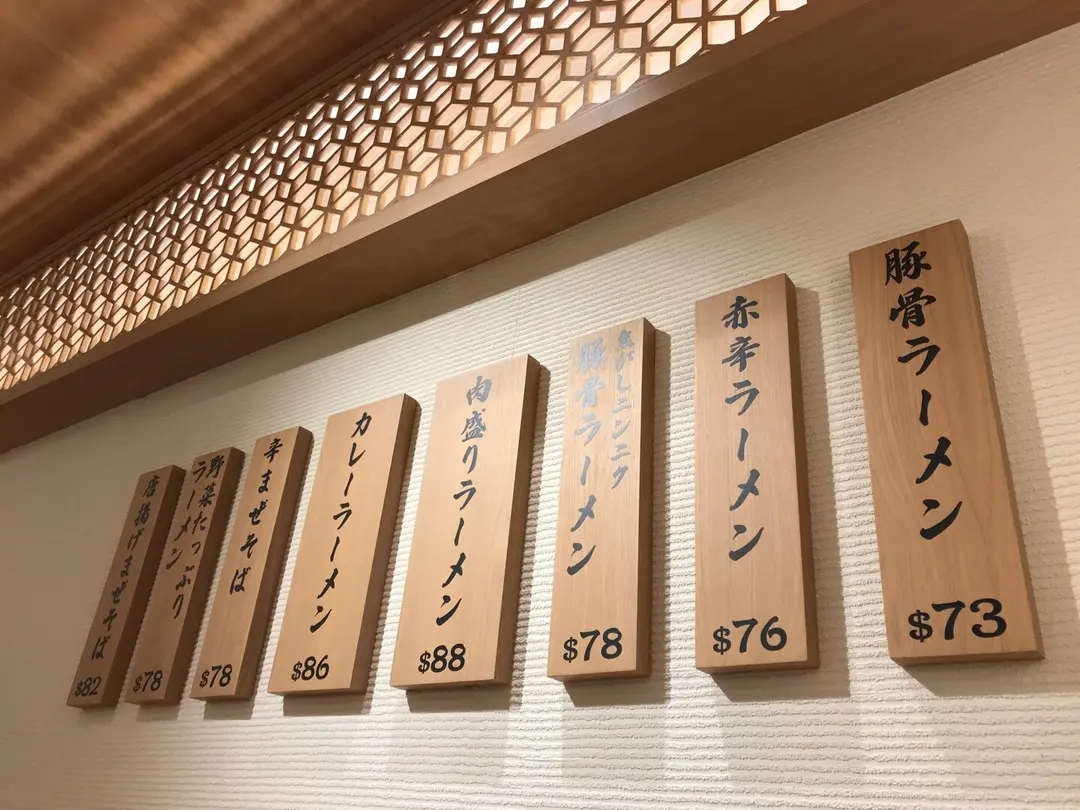 豚骨ラーメン
$73
赤辛ラーメン
$76
焦がしニンニク
豚骨ラーメン
$78
肉盛りラーメン
$88
カレーラーメン
$86
辛まぜそば
$78
野菜たっぷり
ラーメン
$78
唐揚げまぜそば
$82